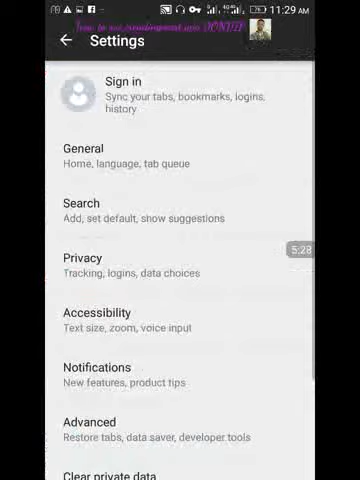 11:29 AM
Settings
Sign in
Sync your tabs, bookmarks, logins,
history
General
Home, language, tab queue
Search
Add, set default, show suggestions
5:28
Privacy
Tracking, logins, data choices
Accessibility
Text size, zoom, voice input
Notifications
New features, product tips
Advanced
Restore tabs, data saver, developer tools
Clear private data